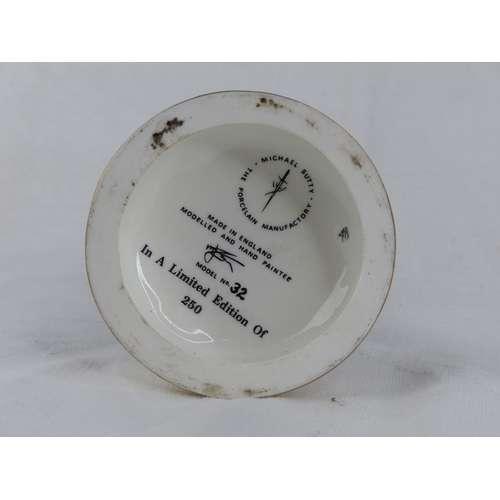 · MICHAEL SUTTY ·
THE PORCELAIN MANUFACTORY
MADE IN ENGLAND
MODELLED AND HAND PAINTED
MODEL Nº. 32
In A Limited Edition Of
250